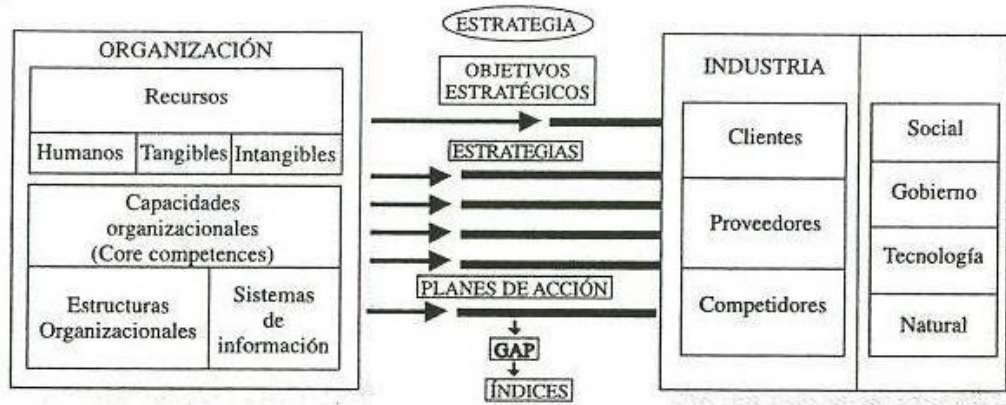 ORGANIZACIÓN
Recursos
Humanos
Tangibles
Intangibles
Capacidades
organizacionales
(Core competences)
Estructuras
Organizacionales
Sistemas
de
información
ESTRATEGIA
OBJETIVOS
ESTRATÉGICOS
ESTRATEGIAS
PLANES DE ACCIÓN
GAP
ÍNDICES
INDUSTRIA
Clientes
Proveedores
Competidores
Social
Gobierno
Tecnología
Natural